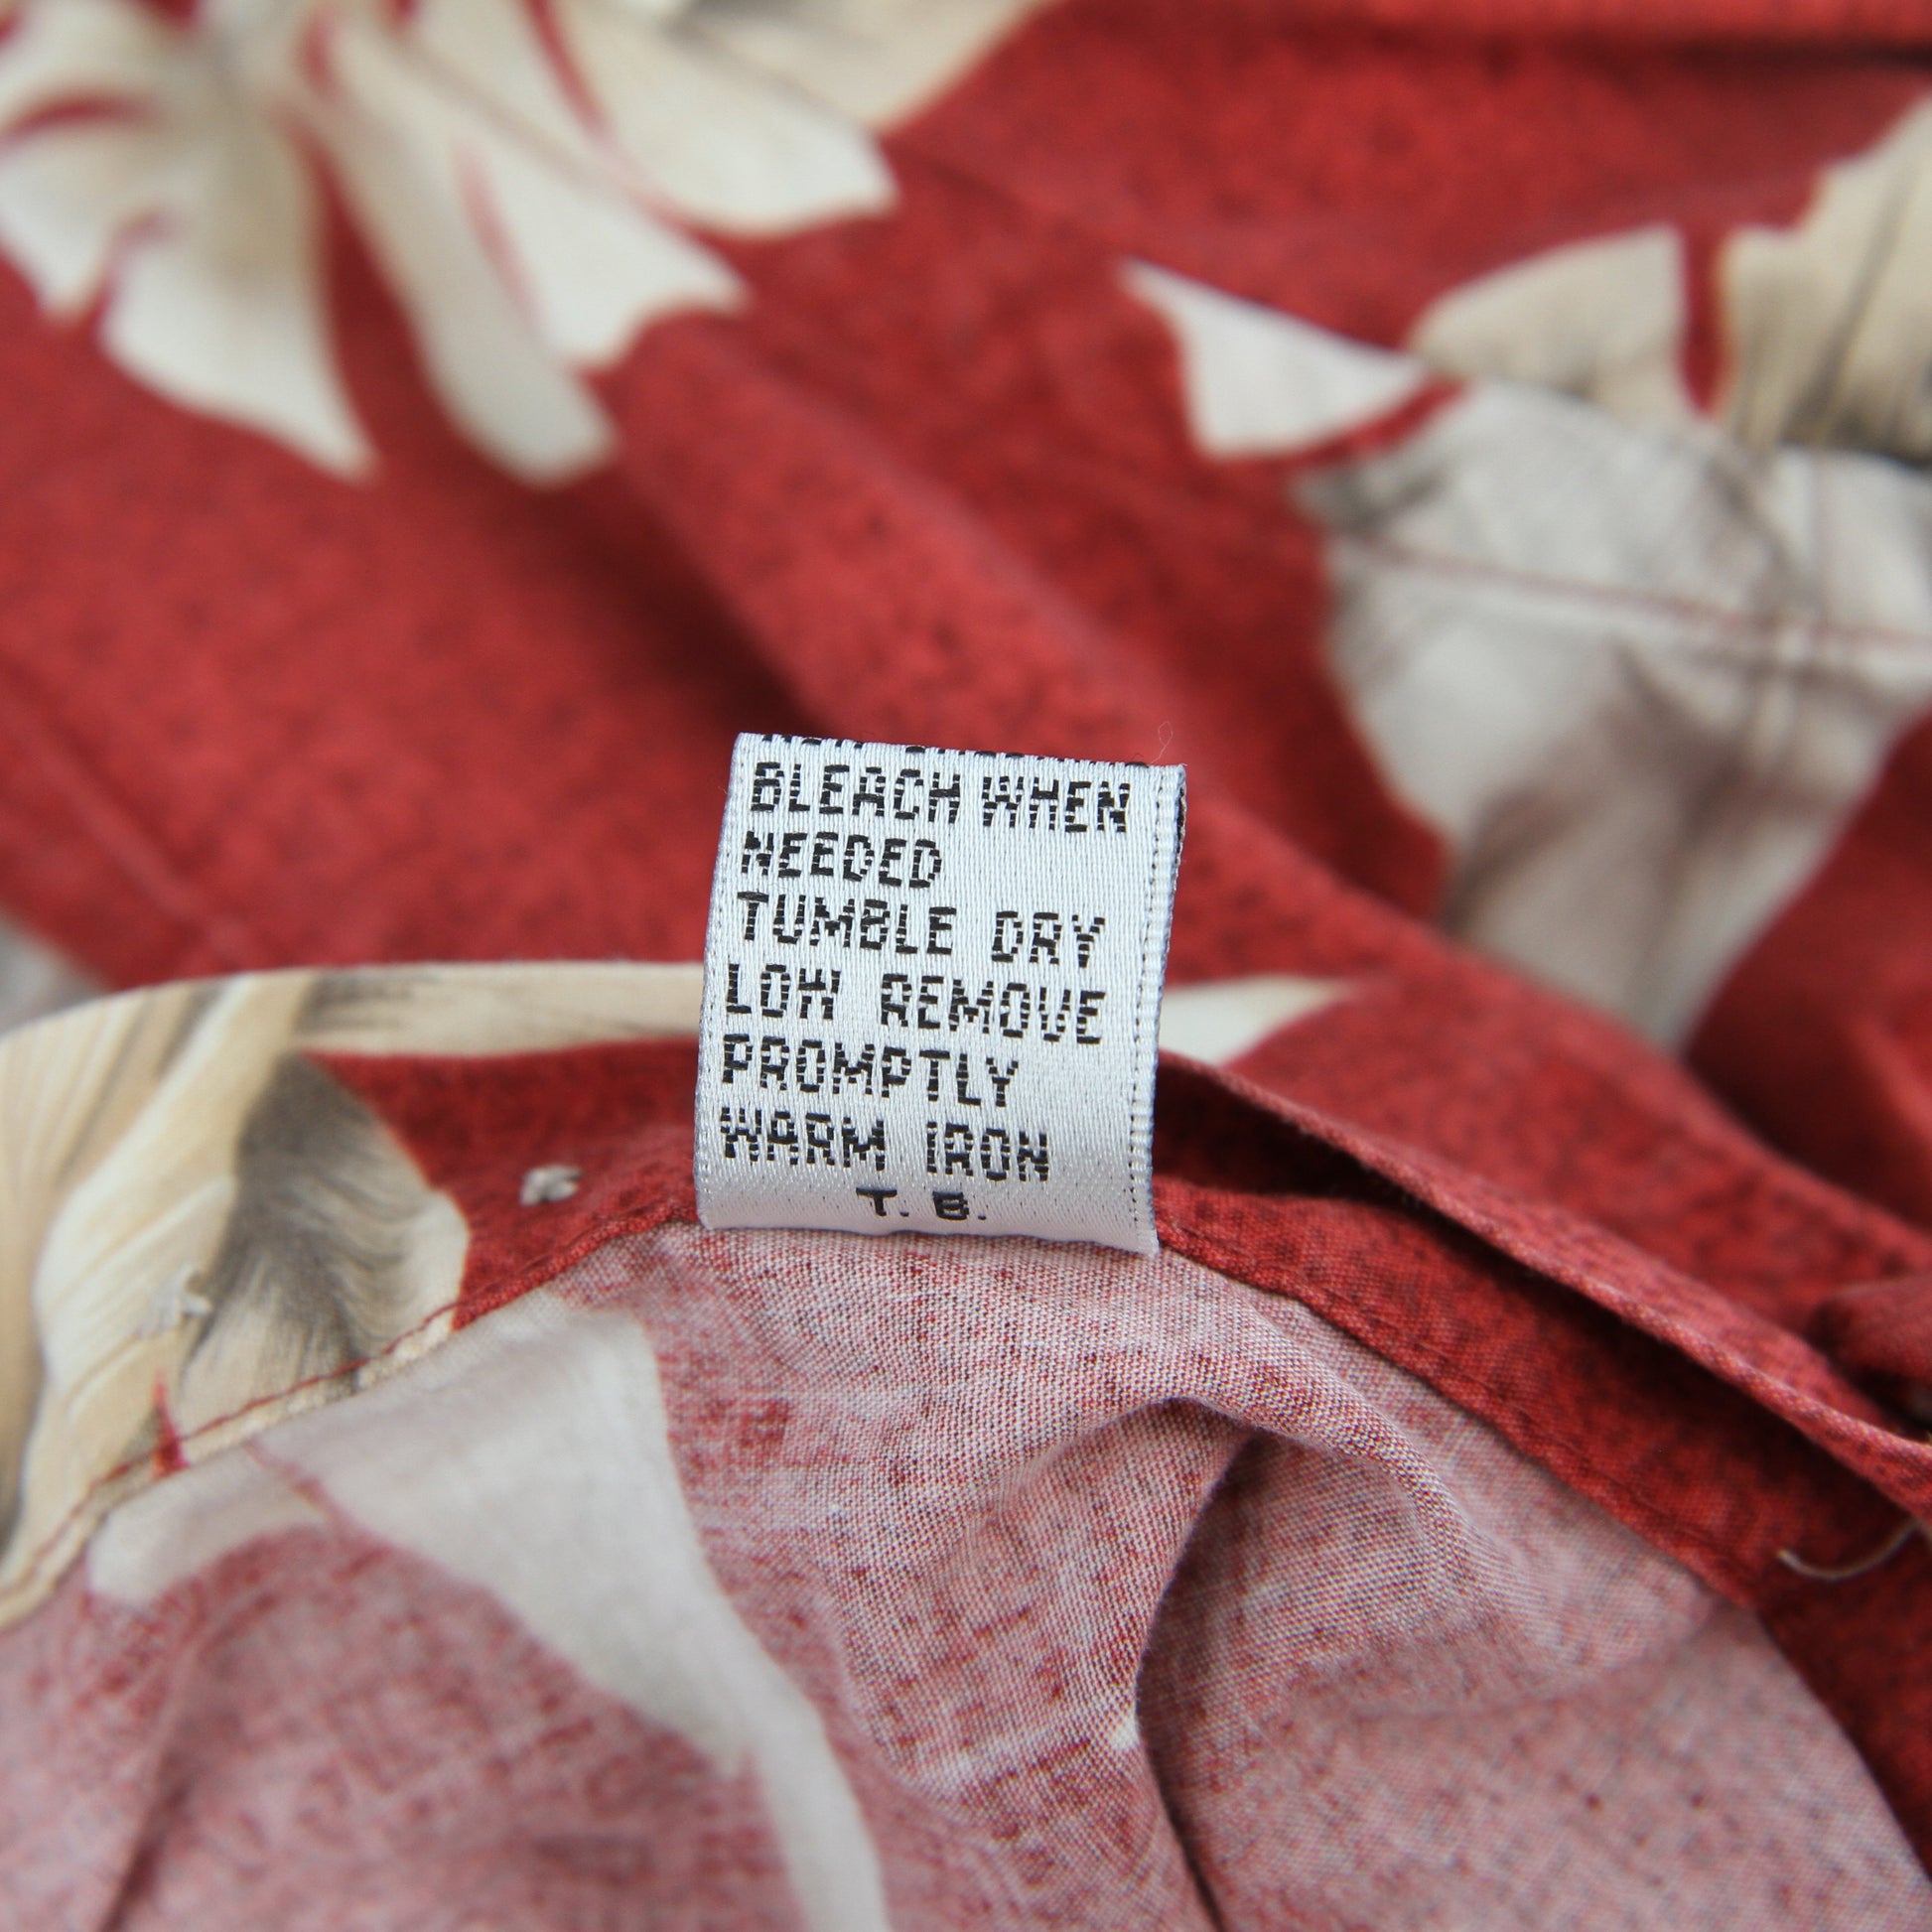 BLEACH WHEN
NEEDED
TUMBLE DRY
LOW REMOVE
PROMPTLY
WARM IRON
T. B.